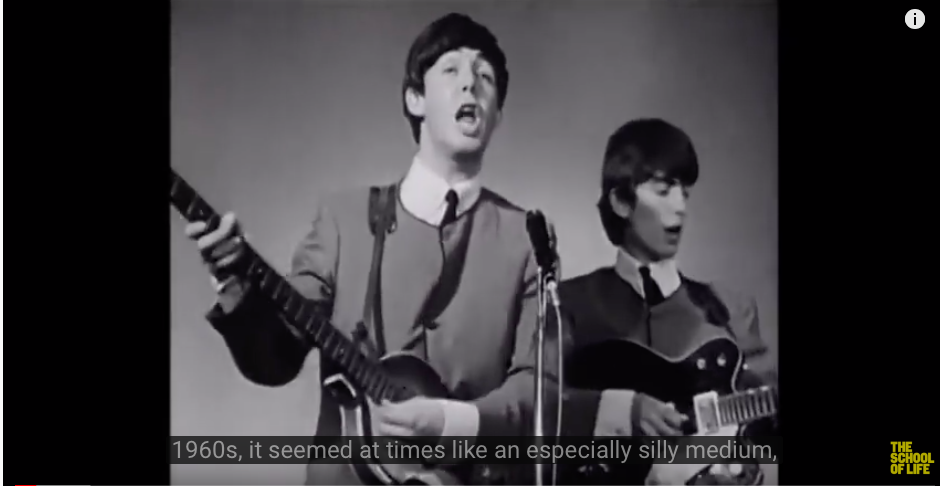 1960s, it seemed at times like an especially silly medium,
THE
SCHOOL
OF LIFE